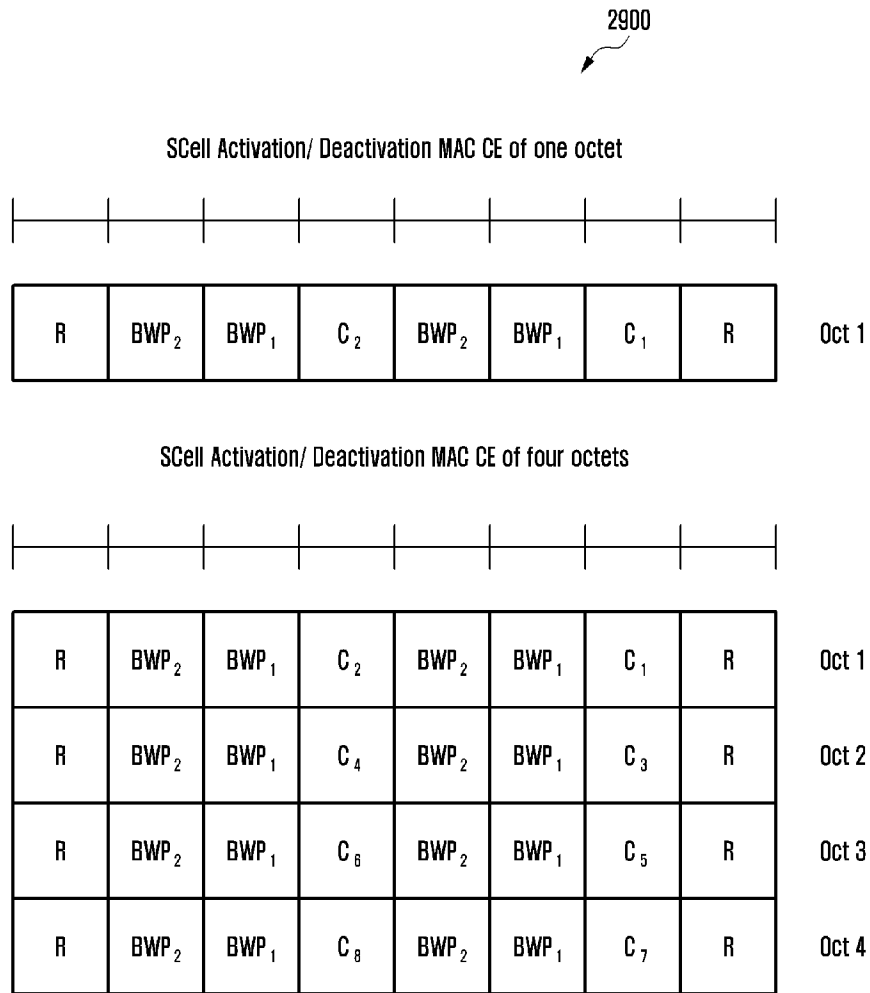 2900
SCell Activation/ Deactivation MAC CE of one octet
R BWP₂ BWP₁ C₂ BWP₂ BWP₁ C₁ R Oct 1
SCell Activation/ Deactivation MAC CE of four octets
R BWP₂ BWP₁ C₂ BWP₂ BWP₁ C₁ R Oct 1
R BWP₂ BWP₁ C₄ BWP₂ BWP₁ C₃ R Oct 2
R BWP₂ BWP₁ C₆ BWP₂ BWP₁ C₅ R Oct 3
R BWP₂ BWP₁ C₈ BWP₂ BWP₁ C₇ R Oct 4